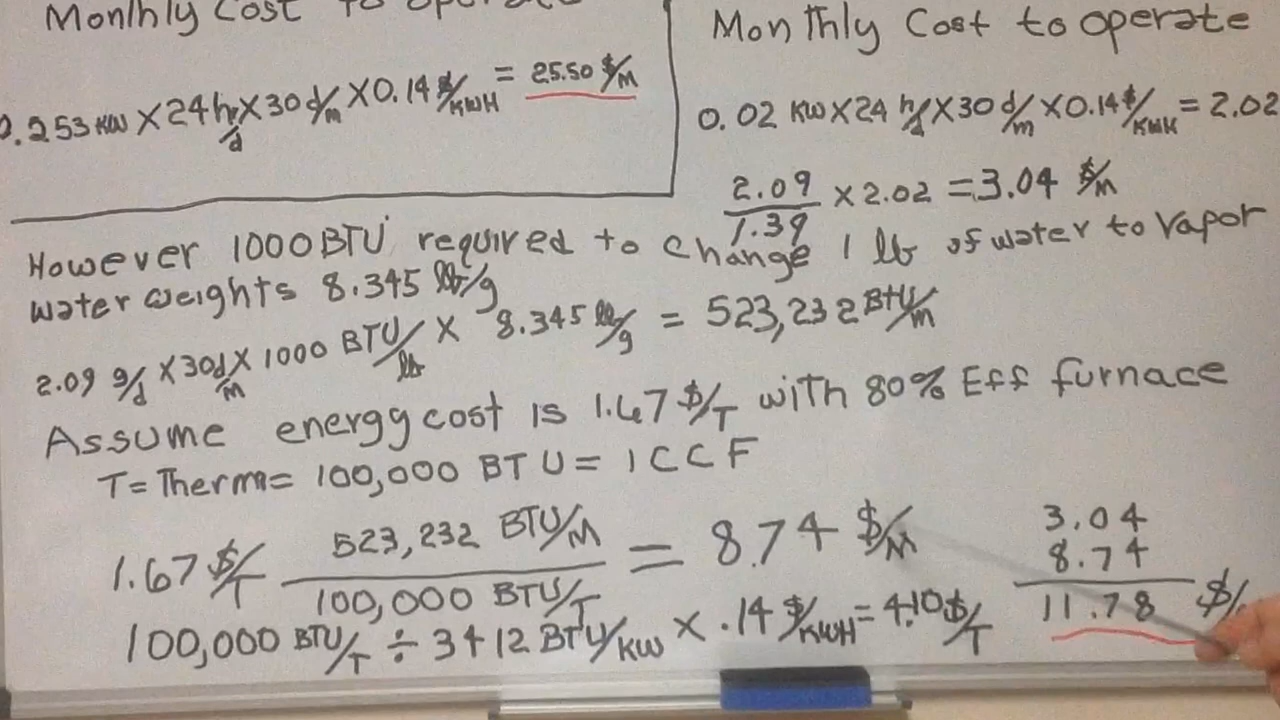 Monthly Cost To Operate
0.253 KW X 24 hr/d X 30 d/m X 0.14 $/KWH = 25.50 $/M
Monthly Cost to operate
0.02 KW X 24 h/d X 30 d/m X 0.14 $/KWH = 2.02
2.09/1.39 X 2.02 = 3.04 $/m
However 1000 BTU required to change 1 lb of water to vapor
water weights 8.345 lb/g
2.09 g/d X 30 d/m X 1000 BTU/lb X 8.345 lb/g = 523,232 BTU/m
Assume energy cost is 1.67 $/T with 80% Eff furnace
T = Therm = 100,000 BTU = 1 CCF
1.67 $/T 523,232 BTU/M / 100,000 BTU/T = 8.74 $/M
3.04
8.74
11.78 $/
100,000 BTU/T ÷ 3412 BTU/KW X .14 $/KWH = 4.10 $/T